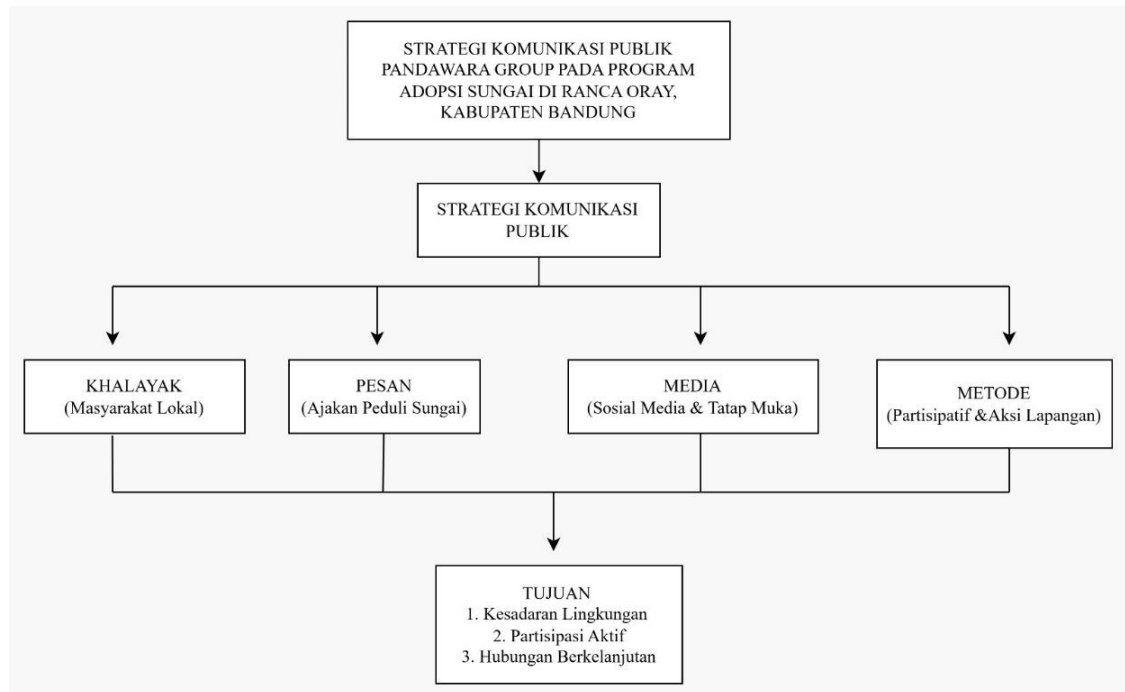 STRATEGI KOMUNIKASI PUBLIK
PANDAWARA GROUP PADA PROGRAM
ADOPSI SUNGAI DI RANCA ORAY,
KABUPATEN BANDUNG
STRATEGI KOMUNIKASI
PUBLIK
KHALAYAK
(Masyarakat Lokal)
PESAN
(Ajakan Peduli Sungai)
MEDIA
(Sosial Media & Tatap Muka)
METODE
(Partisipatif &Aksi Lapangan)
TUJUAN
1. Kesadaran Lingkungan
2. Partisipasi Aktif
3. Hubungan Berkelanjutan